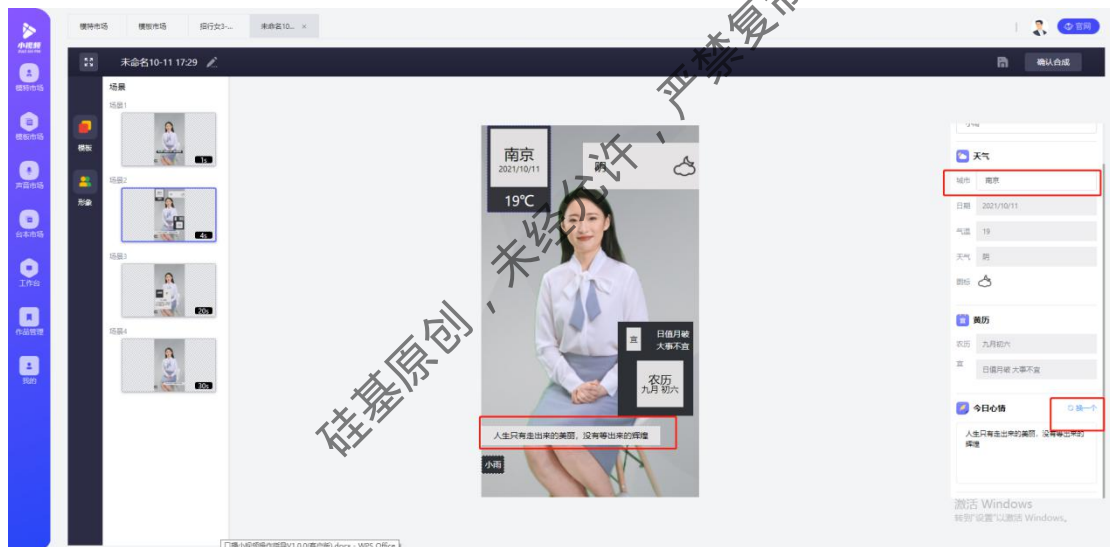 小视频
模特市场
模板市场
招行女3-...
未命名10... ×
官网
未命名10-11 17:29
确认合成
模特市场
模板市场
声音市场
台本市场
工作台
作品管理
我的
模板
形象
场景
场景1
1s
场景2
4s
场景3
20s
场景4
30s
南京
2021/10/11
19℃
阴
宜
日值月破
大事不宜
农历
九月 初六
人生只有走出来的美丽，没有等出来的辉煌
小雨
小雨
天气
城市
南京
日期
2021/10/11
气温
19
天气
阴
图标
黄历
农历
九月初六
宜
日值月破 大事不宜
今日心情
换一个
人生只有走出来的美丽，没有等出来的
辉煌
激活 Windows
转到"设置"以激活 Windows。
硅基原创，未经允许，严禁复制